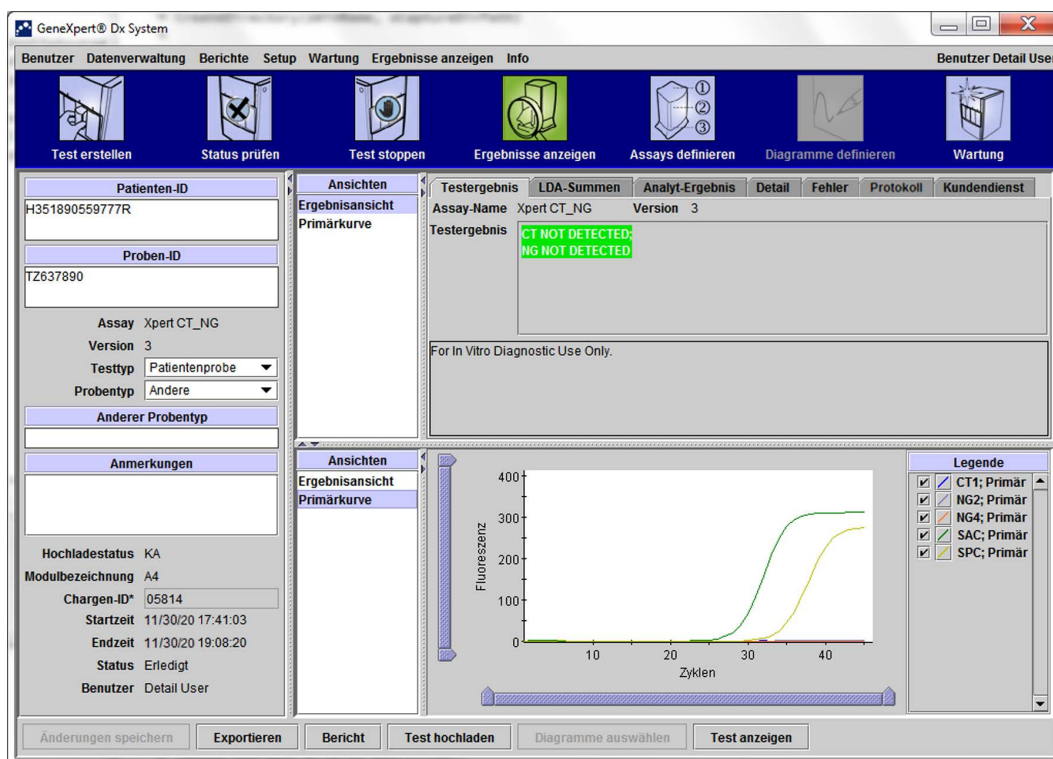 GeneXpert® Dx System
Benutzer Datenverwaltung Berichte Setup Wartung Ergebnisse anzeigen Info Benutzer Detail User
Test erstellen Status prüfen Test stoppen Ergebnisse anzeigen Assays definieren Diagramme definieren Wartung
Patienten-ID
H351890559777R
Proben-ID
TZ637890
Assay Xpert CT_NG
Version 3
Testtyp Patientenprobe
Probentyp Andere
Anderer Probentyp
Anmerkungen
Hochladestatus KA
Modulbezeichnung A4
Chargen-ID* 05814
Startzeit 11/30/20 17:41:03
Endzeit 11/30/20 19:08:20
Status Erledigt
Benutzer Detail User
Ansichten
Ergebnisansicht
Primärkurve
Testergebnis LDA-Summen Analyt-Ergebnis Detail Fehler Protokoll Kundendienst
Assay-Name Xpert CT_NG Version 3
Testergebnis CT NOT DETECTED;
NG NOT DETECTED
For In Vitro Diagnostic Use Only.
Ansichten
Ergebnisansicht
Primärkurve
Fluoreszenz
400
300
200
100
0
10 20 30 40
Zyklen
Legende
CT1; Primär
NG2; Primär
NG4; Primär
SAC; Primär
SPC; Primär
Änderungen speichern Exportieren Bericht Test hochladen Diagramme auswählen Test anzeigen